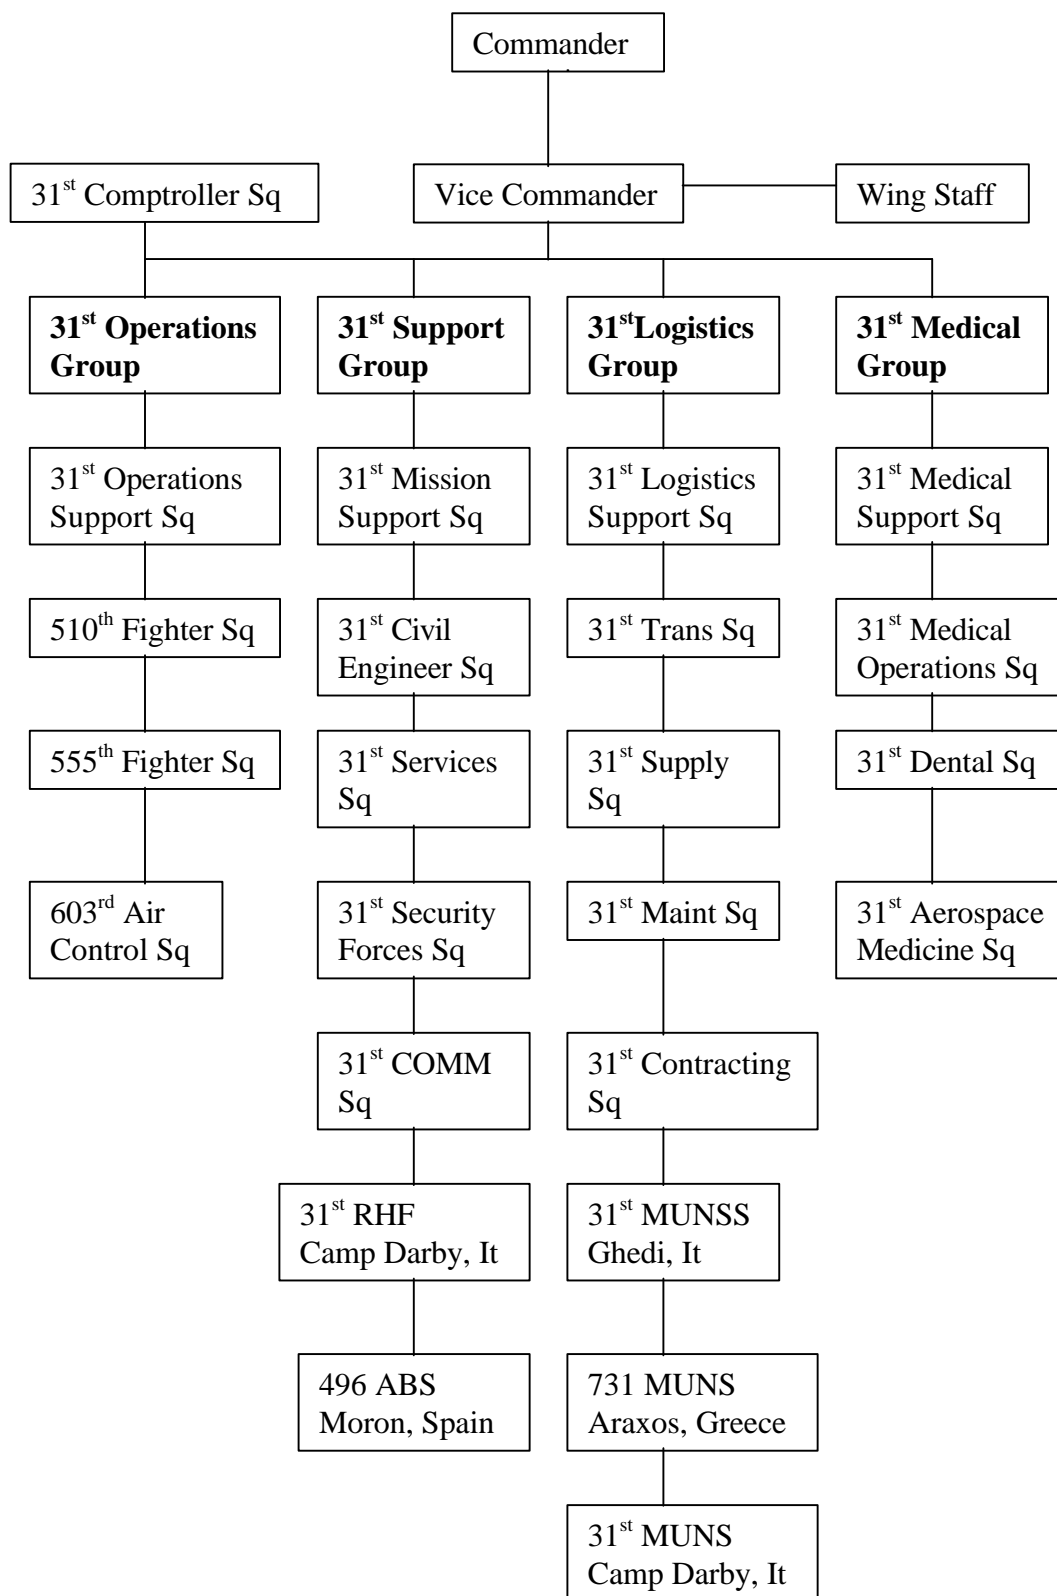 Commander
31st Comptroller Sq
Vice Commander
Wing Staff
31st Operations
Group
31st Support
Group
31stLogistics
Group
31st Medical
Group
31st Operations
Support Sq
31st Mission
Support Sq
31st Logistics
Support Sq
31st Medical
Support Sq
510th Fighter Sq
31st Civil
Engineer Sq
31st Trans Sq
31st Medical
Operations Sq
555th Fighter Sq
31st Services
Sq
31st Supply
Sq
31st Dental Sq
603rd Air
Control Sq
31st Security
Forces Sq
31st Maint Sq
31st Aerospace
Medicine Sq
31st COMM
Sq
31st Contracting
Sq
31st RHF
Camp Darby, It
31st MUNSS
Ghedi, It
496 ABS
Moron, Spain
731 MUNS
Araxos, Greece
31st MUNS
Camp Darby, It